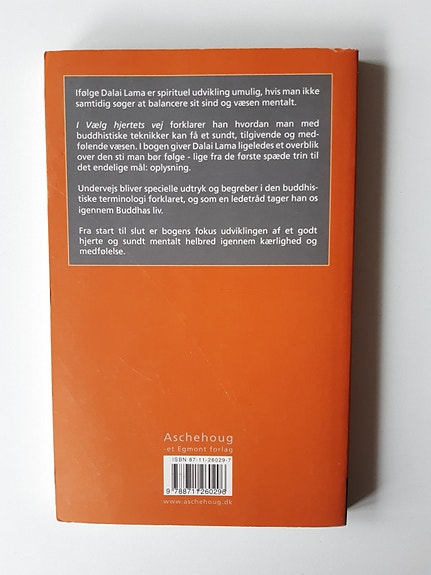 Ifølge Dalai Lama er spirituel udvikling umulig, hvis man ikke
samtidig søger at balancere sit sind og væsen mentalt.
I Vælg hjertets vej forklarer han hvordan man med
buddhistiske teknikker kan få et sundt, tilgivende og med-
følende væsen. I bogen giver Dalai Lama ligeledes et overblik
over den sti man bør følge - lige fra de første spæde trin til
det endelige mål: oplysning.
Undervejs bliver specielle udtryk og begreber i den buddhis-
tiske terminologi forklaret, og som en ledetråd tager han os
igennem Buddhas liv.
Fra start til slut er bogens fokus udviklingen af et godt
hjerte og sundt mentalt helbred igennem kærlighed og
medfølelse.
Aschehoug
-et Egmont forlag
ISBN 87-11-26029-7
9 788711 260296
www.aschehoug.dk